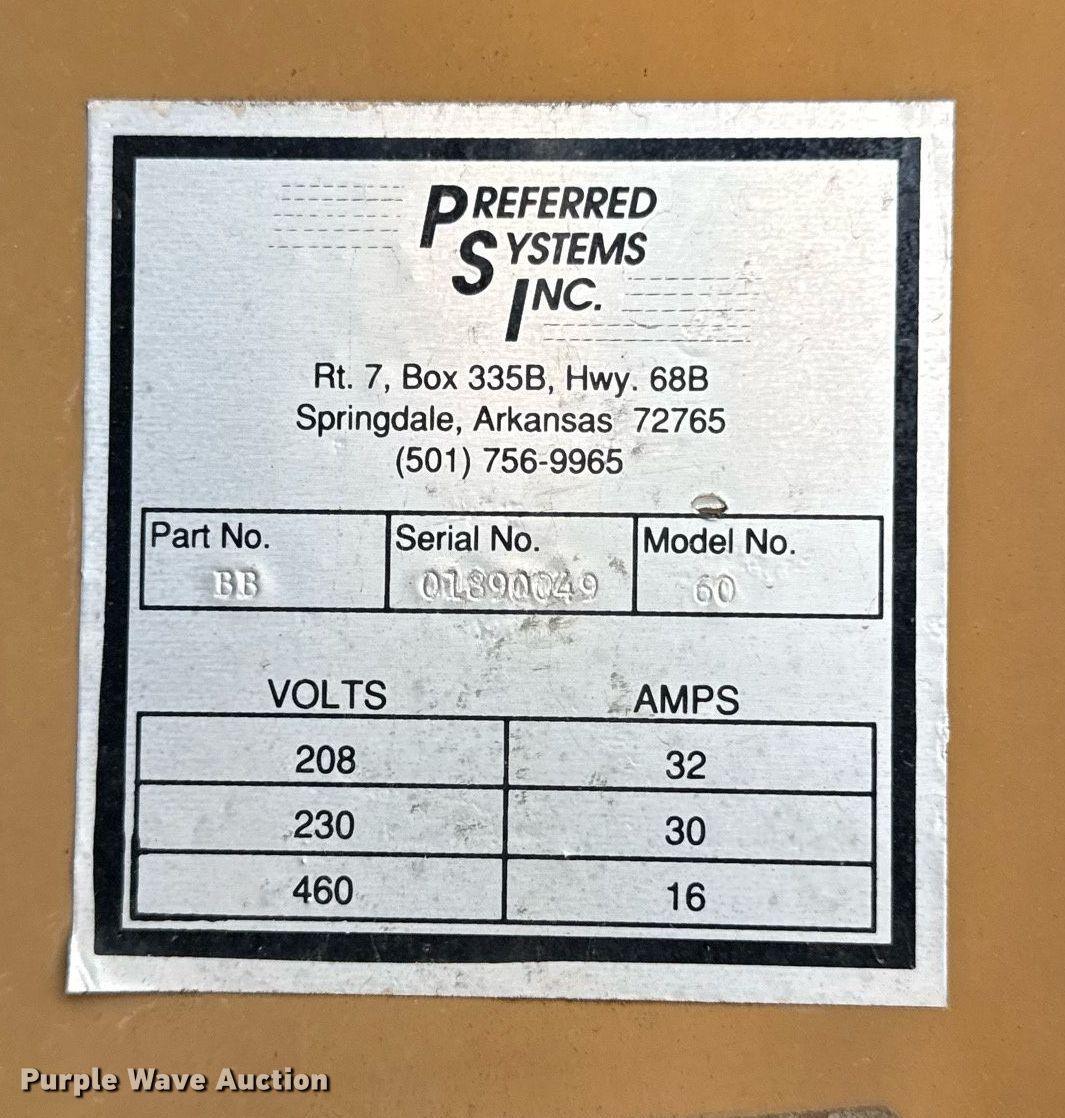 PREFERRED
SYSTEMS
INC.
Rt. 7, Box 335B, Hwy. 68B
Springdale, Arkansas 72765
(501) 756-9965
Part No. Serial No. Model No.
BB 01890049 60
VOLTS AMPS
208 32
230 30
460 16
Purple Wave Auction